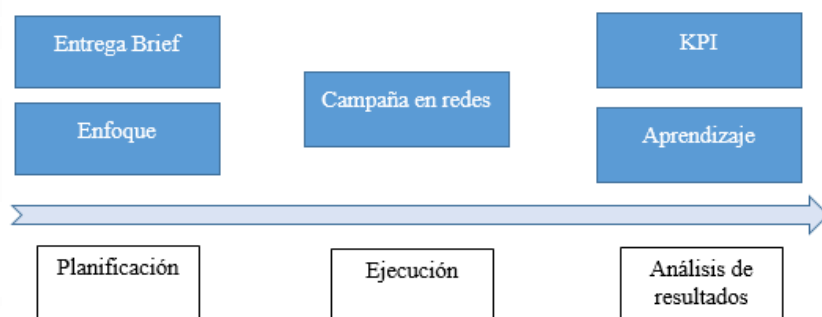 Entrega Brief
KPI
Campaña en redes
Enfoque
Aprendizaje
Planificación
Ejecución
Análisis de
resultados